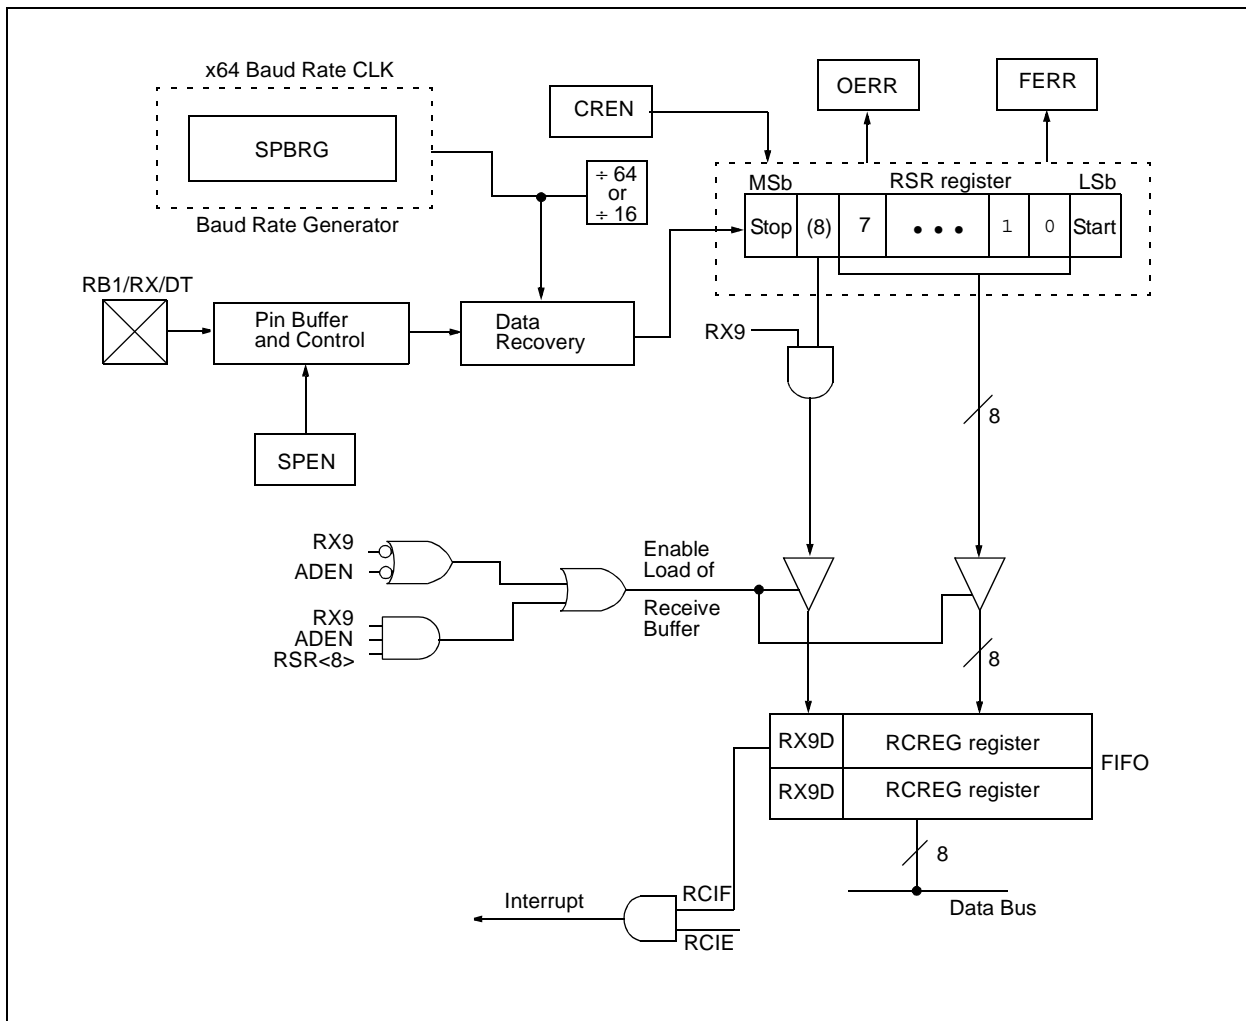 x64 Baud Rate CLK
SPBRG
Baud Rate Generator
CREN
OERR
FERR
÷ 64
or
÷ 16
MSb
RSR register
LSb
Stop
(8)
7
• • •
1
0
Start
RB1/RX/DT
Pin Buffer
and Control
Data
Recovery
RX9
8
SPEN
RX9
ADEN
Enable
Load of
Receive
Buffer
RX9
ADEN
RSR<8>
8
RX9D
RCREG register
RX9D
RCREG register
FIFO
8
Data Bus
Interrupt
RCIF
RCIE